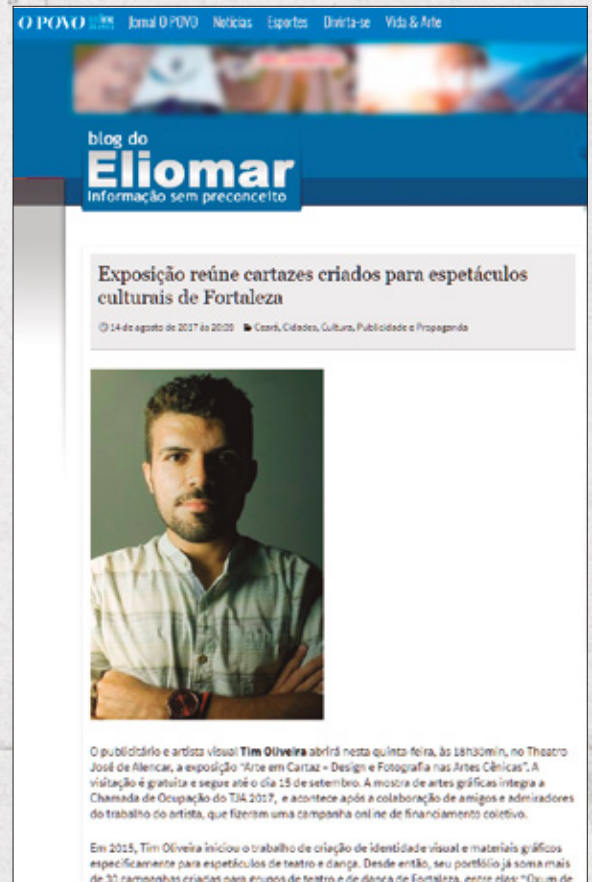 O POVO Jornal O POVO Notícias Esportes Divirta-se Vida & Arte
blog do
Eliomar
Informação sem preconceito
Exposição reúne cartazes criados para espetáculos
culturais de Fortaleza
14 de agosto de 2017 às Ceará, Cidades, Cultura, Publicidade e Propaganda
O publicitário e artista visual Tim Oliveira abrirá nesta quinta-feira, às 18h30min, no Theatro
José de Alencar, a exposição "Arte em Cartaz – Design e Fotografia nas Artes Cênicas". A
visitação é gratuita e segue até o dia 15 de setembro. A mostra de artes gráficas integra a
Chamada de Ocupação do TJA 2017, e acontece após a colaboração de amigos e admiradores
do trabalho do artista, que fizeram uma campanha online de financiamento coletivo.
Em 2015, Tim Oliveira iniciou o trabalho de criação de identidade visual e materiais gráficos
especificamente para espetáculos de teatro e dança. Desde então, seu portfólio já soma mais
de 30 campanhas criadas para grupos de teatro e de dança de Fortaleza, entre elas: "Oxum de